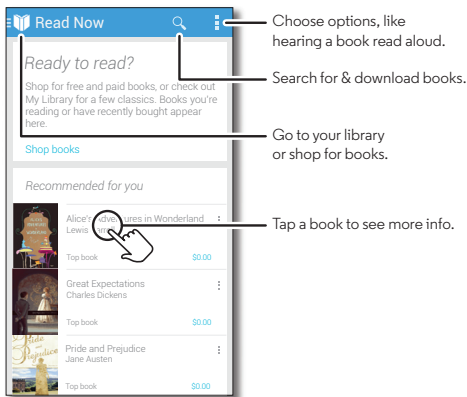 Read Now
Ready to read?
Shop for free and paid books, or check out
My Library for a few classics. Books you're
reading or have recently bought appear
here.
Shop books
Recommended for you
Alice's Adventures in Wonderland
Lewis Carroll
Top book
$0.00
Great Expectations
Charles Dickens
Top book
$0.00
Pride and Prejudice
Jane Austen
Top book
$0.00
Pride and
Prejudice
Choose options, like
hearing a book read aloud.
Search for & download books.
Go to your library
or shop for books.
Tap a book to see more info.